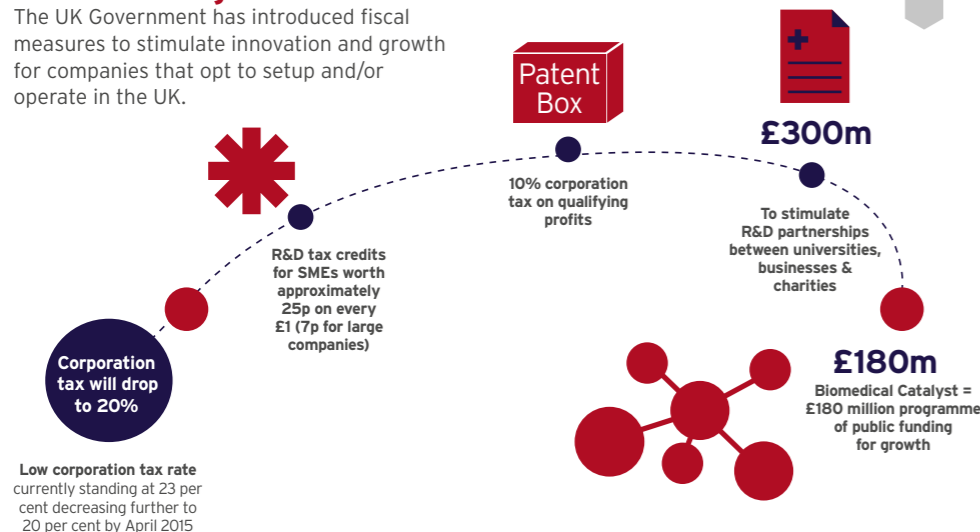 The UK Government has introduced fiscal
measures to stimulate innovation and growth
for companies that opt to setup and/or
operate in the UK.
Corporation
tax will drop
to 20%
Low corporation tax rate
currently standing at 23 per
cent decreasing further to
20 per cent by April 2015
R&D tax credits
for SMEs worth
approximately
25p on every
£1 (7p for large
companies)
Patent
Box
10% corporation
tax on qualifying
profits
£300m
To stimulate
R&D partnerships
between universities,
businesses &
charities
£180m
Biomedical Catalyst =
£180 million programme
of public funding
for growth